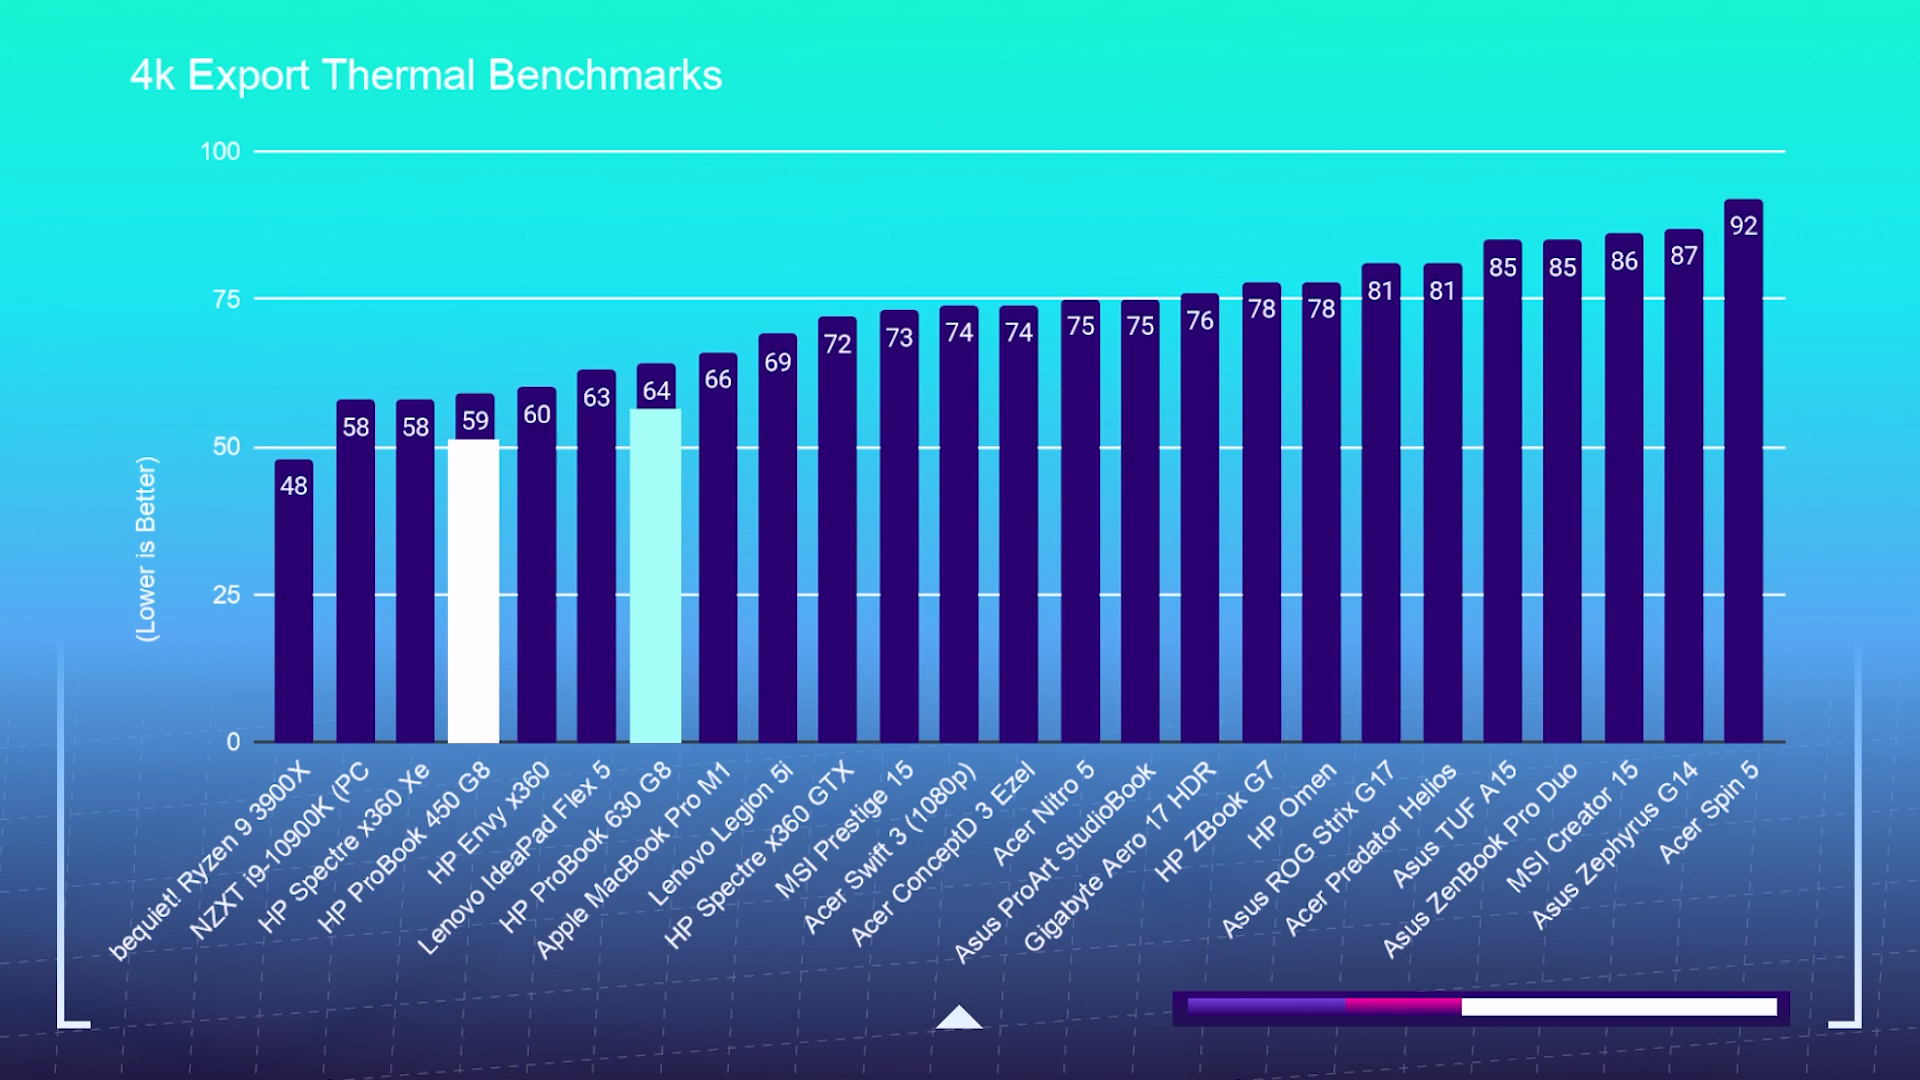 4k Export Thermal Benchmarks
100
75
50
25
0
(Lower is Better)
48
58
58
59
60
63
64
66
69
72
73
74
74
75
75
76
78
78
81
81
85
85
86
87
92
bequiet! Ryzen 9 3900X
NZXT i9-10900K (PC
HP Spectre x360 Xe
HP ProBook 450 G8
HP Envy x360
Lenovo IdeaPad Flex 5
HP ProBook 630 G8
Apple MacBook Pro M1
Lenovo Legion 5i
HP Spectre x360 GTX
MSI Prestige 15
Acer Swift 3 (1080p)
Acer ConceptD 3 Ezel
Acer Nitro 5
Asus ProArt StudioBook
Gigabyte Aero 17 HDR
HP ZBook G7
HP Omen
Asus ROG Strix G17
Acer Predator Helios
Asus TUF A15
Asus ZenBook Pro Duo
MSI Creator 15
Asus Zephyrus G14
Acer Spin 5